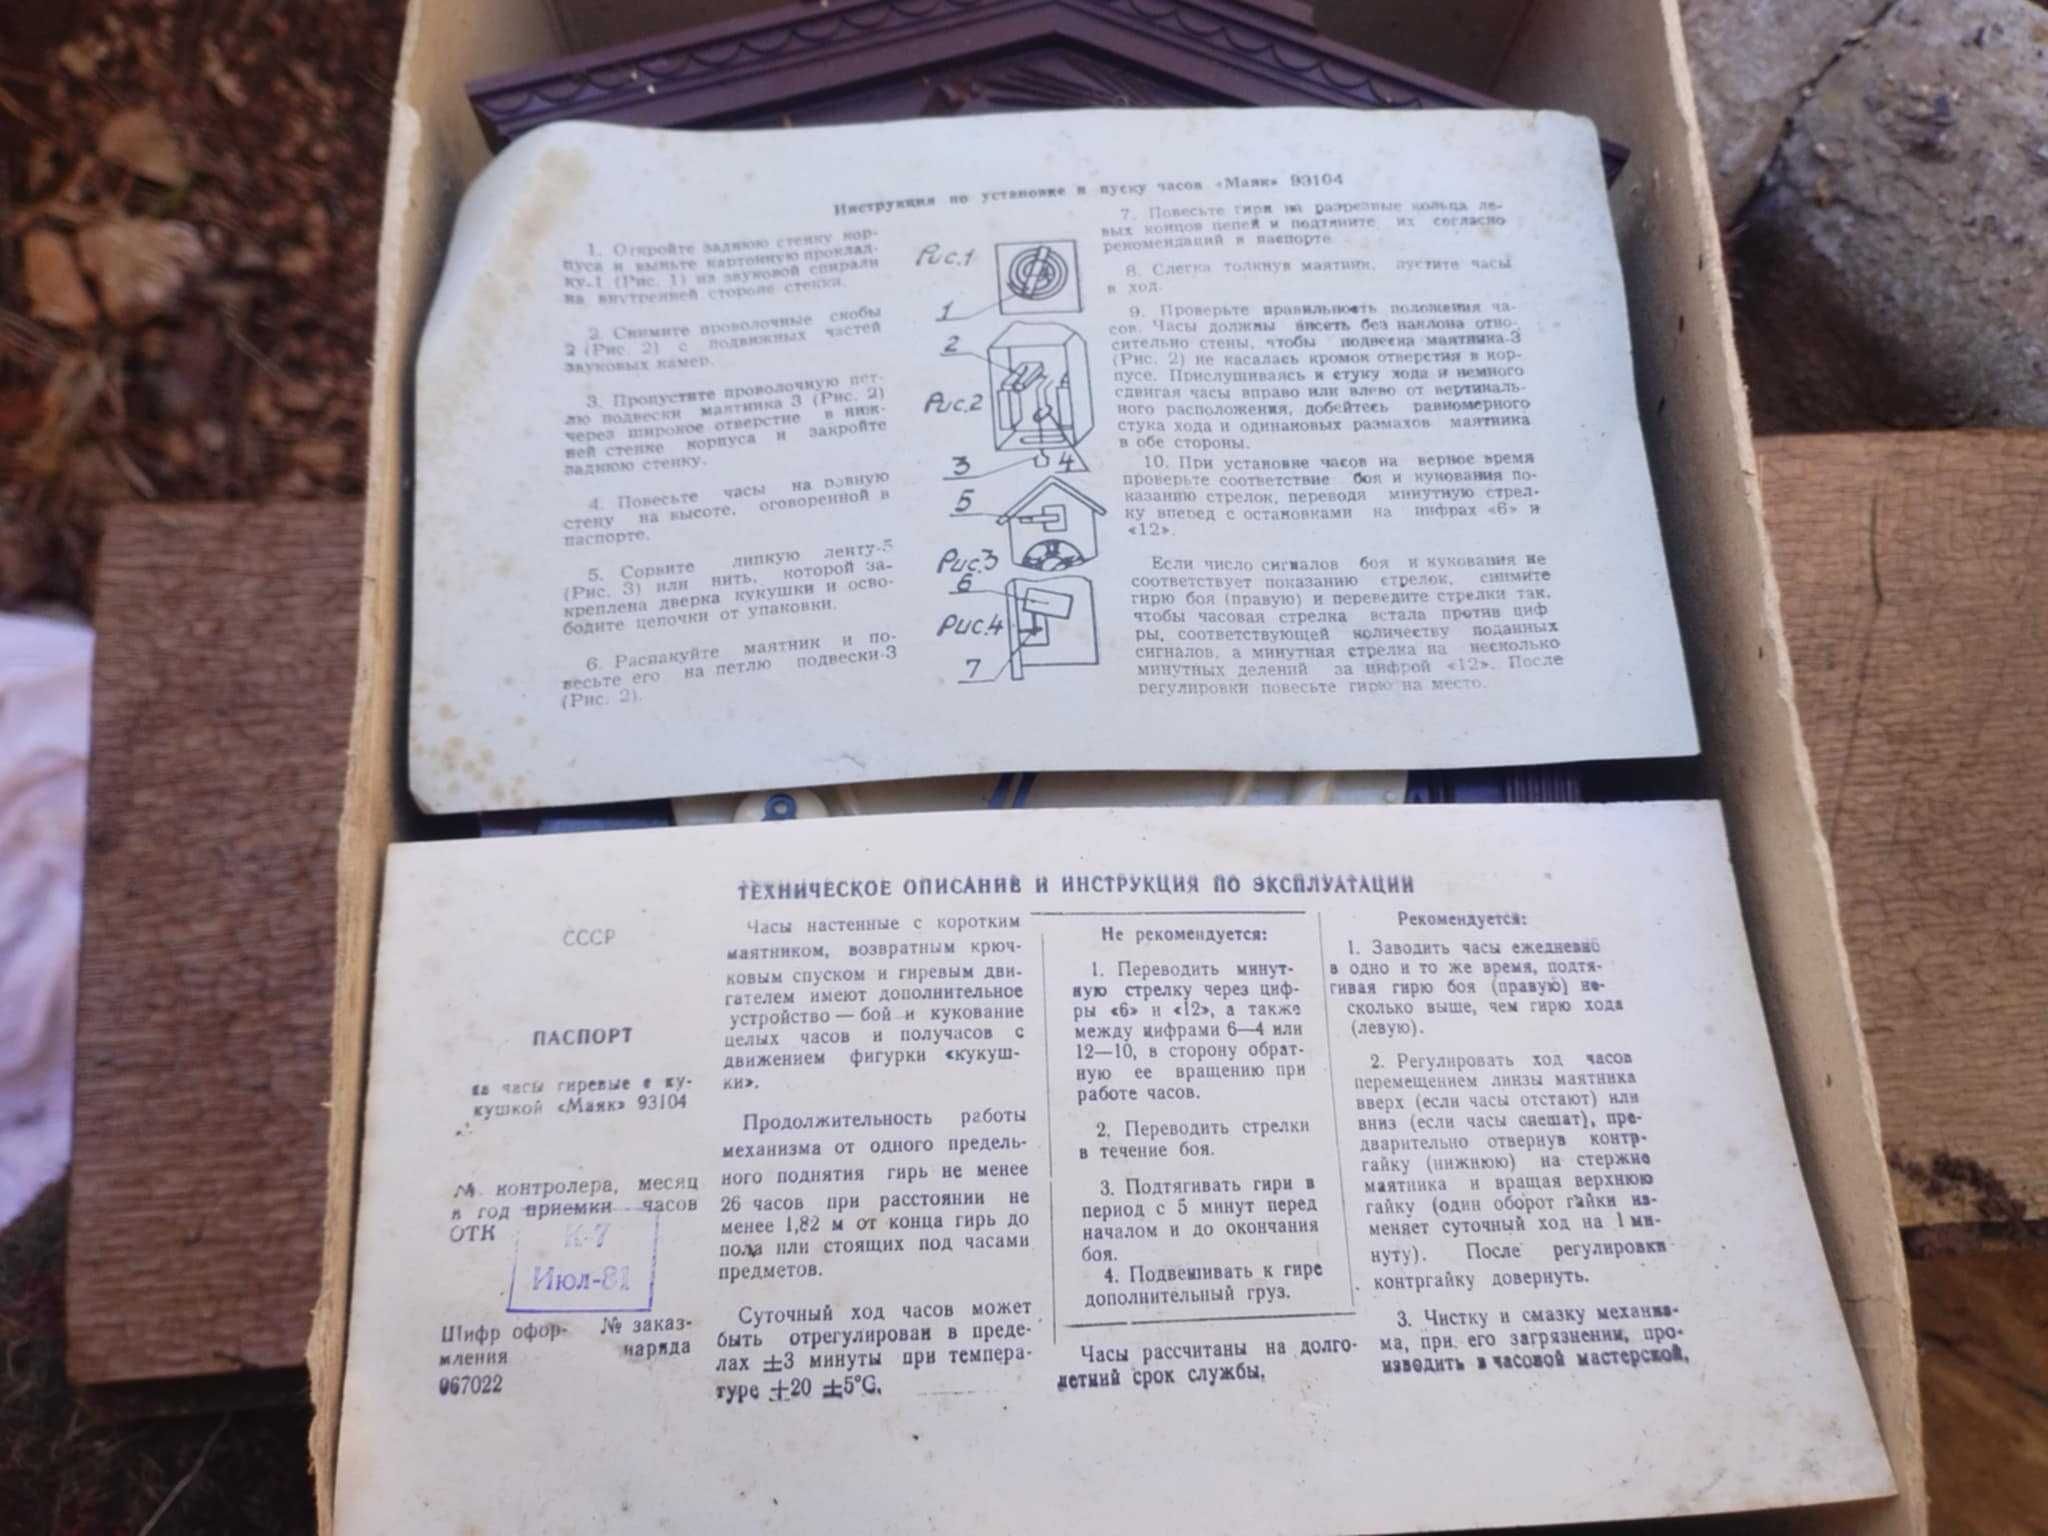 Инструкция по установке и пуску часов «Маяк» 93104
1. Откройте заднюю стенку кор-
пуса и выньте картонную проклад-
ку-1 (Рис. 1) из звуковой спирали
на внутренней стороне стенки.
2. Снимите проволочные скобы
2 (Рис. 2) с подвижных частей
звуковых камер.
3. Пропустите проволочную пет-
лю подвески маятника 3 (Рис. 2)
через широкое отверстие в ниж-
ней стенке корпуса и закройте
заднюю стенку.
4. Повесьте часы на ровную
стену на высоте, оговоренной в
паспорте.
5. Сорвите липкую ленту-5
(Рис. 3) или нить, которой за-
креплена дверка кукушки и осво-
бодите цепочки от упаковки.
6. Распакуйте маятник и по-
весьте его на петлю подвески-3
(Рис. 2).
Рис.1
1
2
Рис.2
3
4
5
Рис.3
6
Рис.4
7
7. Повесьте гири на разрезные кольца ле-
вых концов цепей и подтяните их согласно
рекомендаций в паспорте
8. Слегка толкнув маятник, пустите часы
в ход.
9. Проверьте правильность положения ча-
сов. Часы должны висеть без наклона отно-
сительно стены, чтобы подвеска маятника-3
(Рис. 2) не касалась кромок отверстия в кор-
пусе. Прислушиваясь к стуку хода и немного
сдвигая часы вправо или влево от вертикаль-
ного расположения, добейтесь равномерного
стука хода и одинаковых размахов маятника
в обе стороны.
10. При установке часов на верное время
проверьте соответствие боя и кукования по-
казанию стрелок, переводя минутную стрел-
ку вперед с остановками на цифрах «6» и
«12».
Если число сигналов боя и кукования не
соответствует показанию стрелок, снимите
гирю боя (правую) и переведите стрелки так,
чтобы часовая стрелка встала против циф
ры, соответствующей количеству поданных
сигналов, а минутная стрелка на несколько
минутных делений за цифрой «12». После
регулировки повесьте гирю на место.
ТЕХНИЧЕСКОЕ ОПИСАНИЕ И ИНСТРУКЦИЯ ПО ЭКСПЛУАТАЦИИ
СССР
ПАСПОРТ
на часы гиревые с ку-
кушкой «Маяк» 93104
№ контролера, месяц
и год приемки часов
ОТК
К-7
Июл-81
Шифр офор-
мления
067022
№ заказ-
наряда
Часы настенные с коротким
маятником, возвратным крюч-
ковым спуском и гиревым дви-
гателем имеют дополнительное
устройство — бой и кукование
целых часов и получасов с
движением фигурки «кукуш-
ки».
Продолжительность работы
механизма от одного предель-
ного поднятия гирь не менее
26 часов при расстоянии не
менее 1,82 м от конца гирь до
пола или стоящих под часами
предметов.
Суточный ход часов может
быть отрегулирован в преде-
лах ±3 минуты при темпера-
туре +20 ±5°С.
Не рекомендуется:
1. Переводить минут-
ную стрелку через циф-
ры «6» и «12», а также
между цифрами 6—4 или
12—10, в сторону обрат-
ную ее вращению при
работе часов.
2. Переводить стрелки
в течение боя.
3. Подтягивать гири в
период с 5 минут перед
началом и до окончания
боя.
4. Подвешивать к гире
дополнительный груз.
Часы рассчитаны на долго-
летний срок службы.
Рекомендуется:
1. Заводить часы ежедневно
в одно и то же время, подтя-
гивая гирю боя (правую) не-
сколько выше, чем гирю хода
(левую).
2. Регулировать ход часов
перемещением линзы маятника
вверх (если часы отстают) или
вниз (если часы спешат), пре-
дварительно отвернув контр-
гайку (нижнюю) на стержне
маятника и вращая верхнюю
гайку (один оборот гайки из-
меняет суточный ход на 1 ми-
нуту). После регулировки
контргайку довернуть.
3. Чистку и смазку механиз-
ма, при его загрязнении, про-
изводить в часовой мастерской.